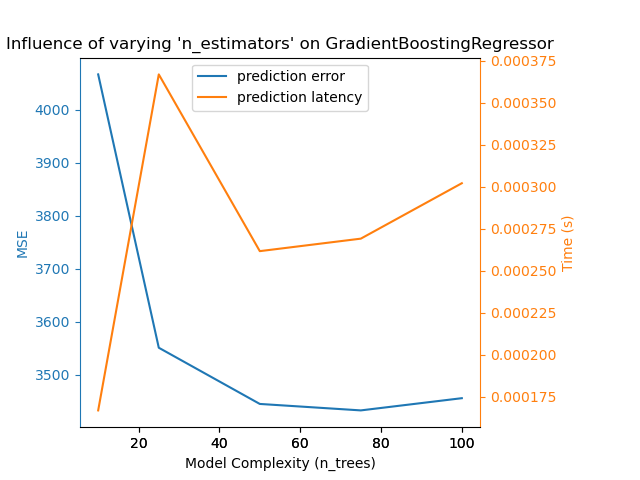 Influence of varying 'n_estimators' on GradientBoostingRegressor
prediction error
prediction latency
4000
3900
3800
3700
3600
3500
MSE
0.000375
0.000350
0.000325
0.000300
0.000275
0.000250
0.000225
0.000200
0.000175
Time (s)
20 40 60 80 100
Model Complexity (n_trees)